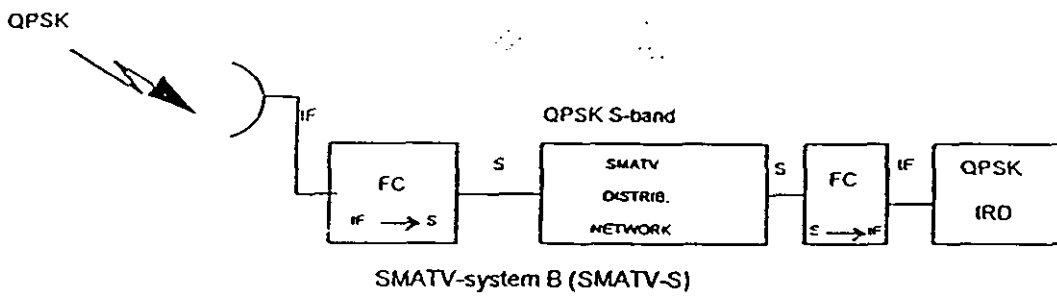 QPSK
IF
QPSK S-band
FC
IF → S
S
SMATV
DISTRIB.
NETWORK
S
FC
S → IF
IF
QPSK
IRD
SMATV-system B (SMATV-S)